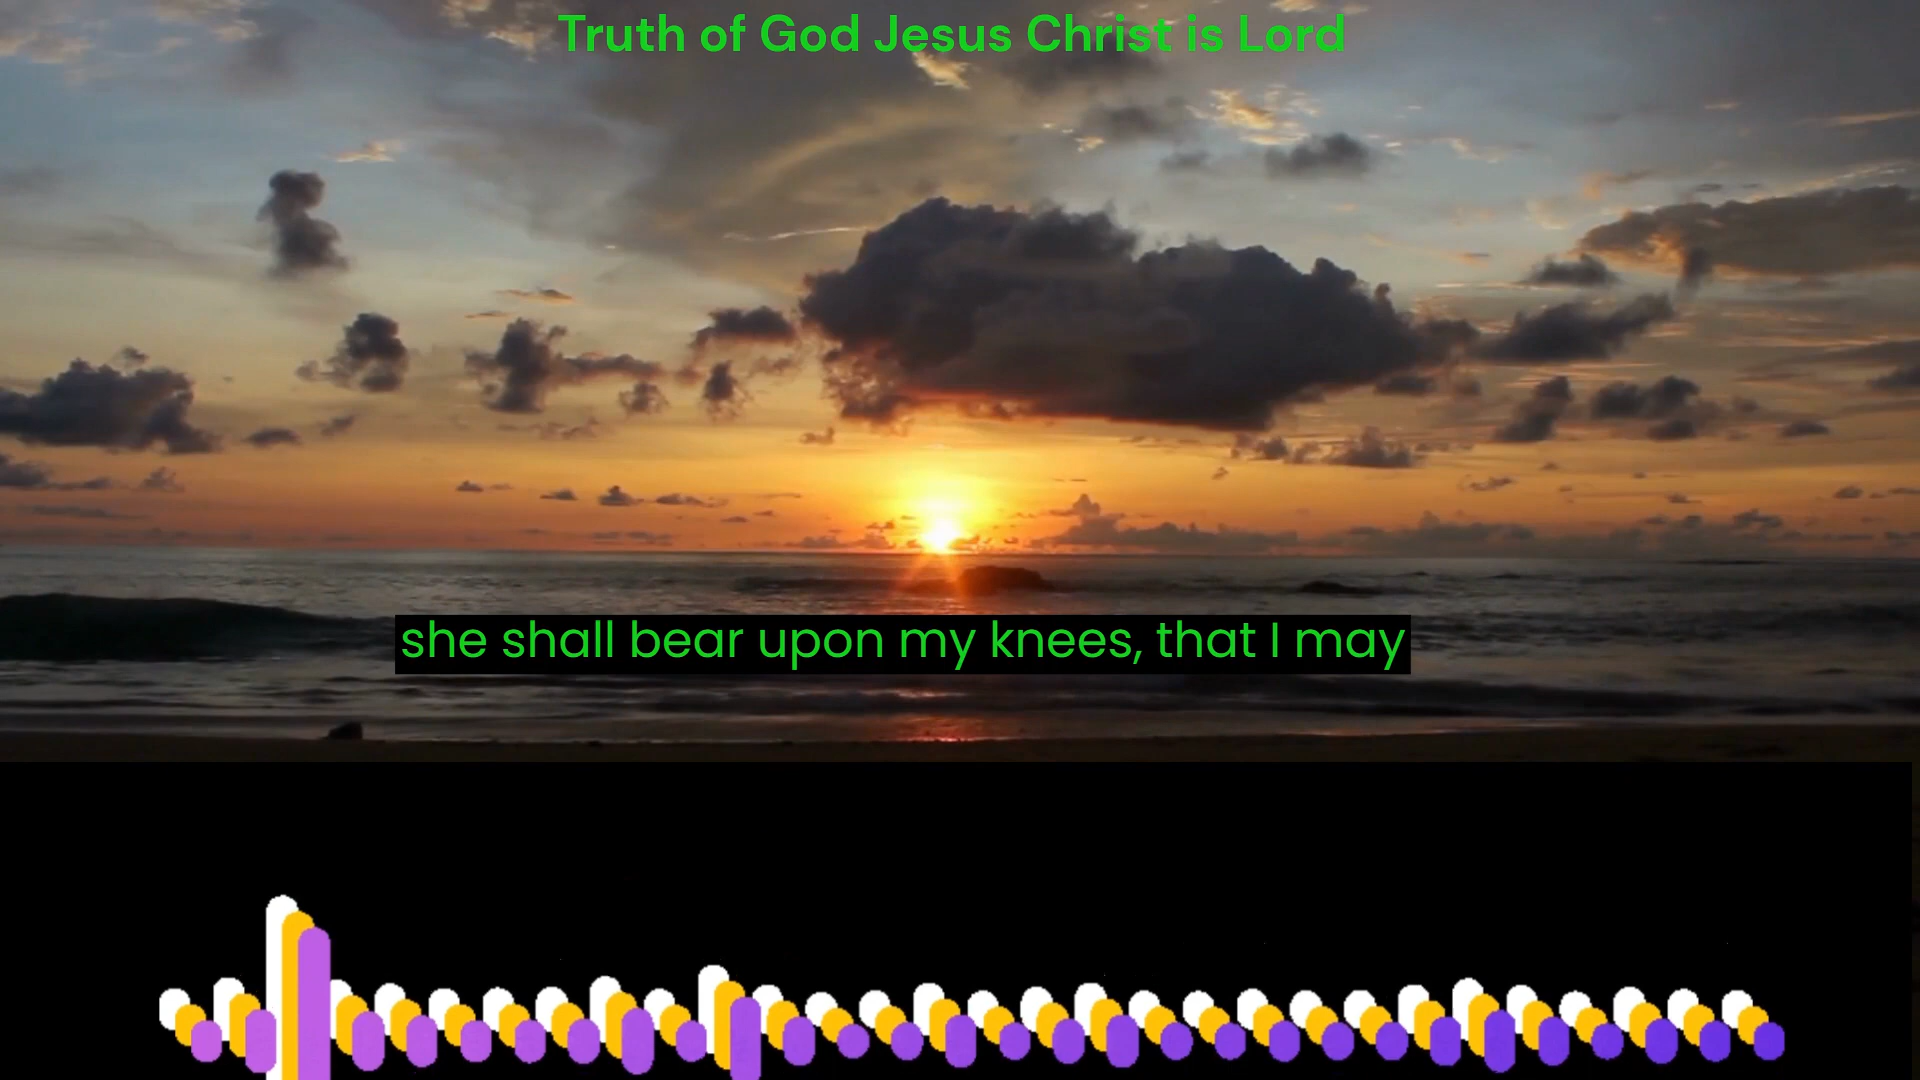 Truth of God Jesus Christ is Lord
she shall bear upon my knees, that I may